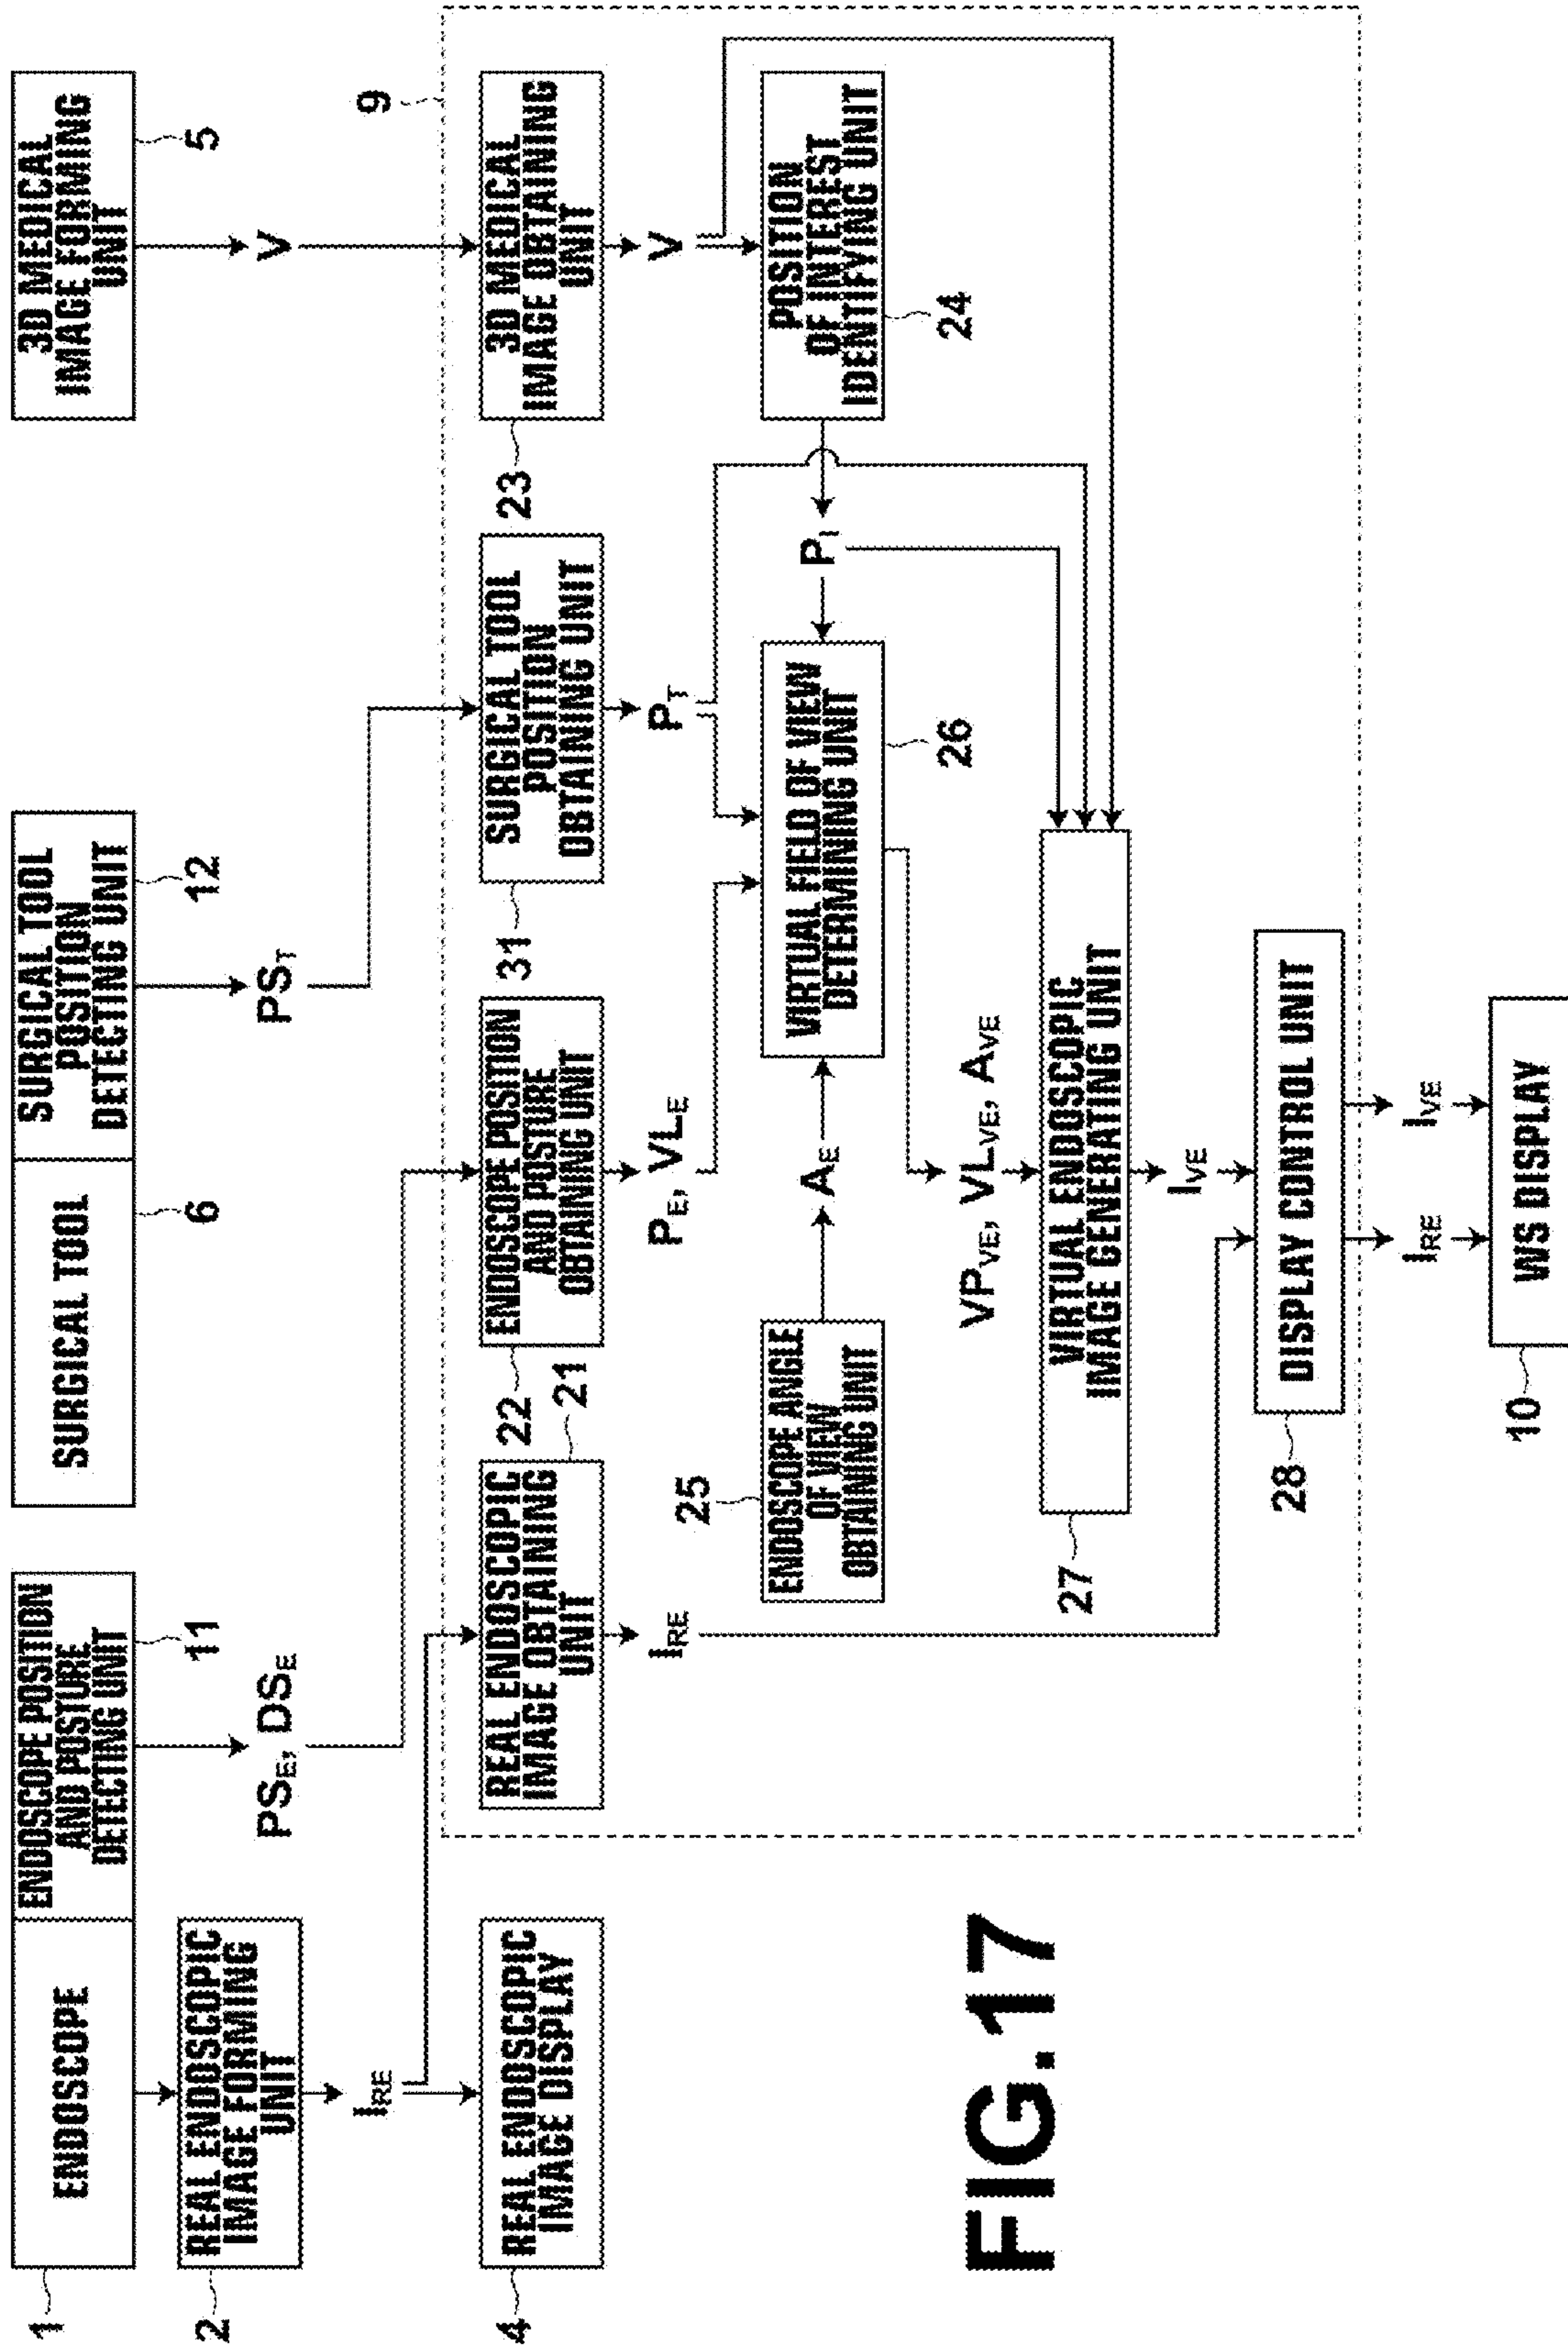 ENDOSCOPE
1
ENDOSCOPE POSITION
AND POSTURE
DETECTING UNIT
11
SURGICAL TOOL
6
SURGICAL TOOL
POSITION
DETECTING UNIT
12
3D MEDICAL
IMAGE FORMING
UNIT
5
REAL ENDOSCOPIC
IMAGE FORMING
UNIT
2
PSE, DSE
PST
V
IRE
9
REAL ENDOSCOPIC
IMAGE DISPLAY
4
REAL ENDOSCOPIC
IMAGE OBTAINING
UNIT
21
ENDOSCOPE POSITION
AND POSTURE
OBTAINING UNIT
22
SURGICAL TOOL
POSITION
OBTAINING UNIT
31
3D MEDICAL
IMAGE OBTAINING
UNIT
23
IRE
PE, VLE
PT
V
25
ENDOSCOPE ANGLE
OF VIEW
OBTAINING UNIT
AE
VIRTUAL FIELD OF VIEW
DETERMINING UNIT
26
PI
POSITION
OF INTEREST
IDENTIFYING UNIT
24
VPVE, VLVE, AVE
VIRTUAL ENDOSCOPIC
IMAGE GENERATING UNIT
27
IVE
DISPLAY CONTROL UNIT
28
IRE
IVE
WS DISPLAY
10
FIG.17